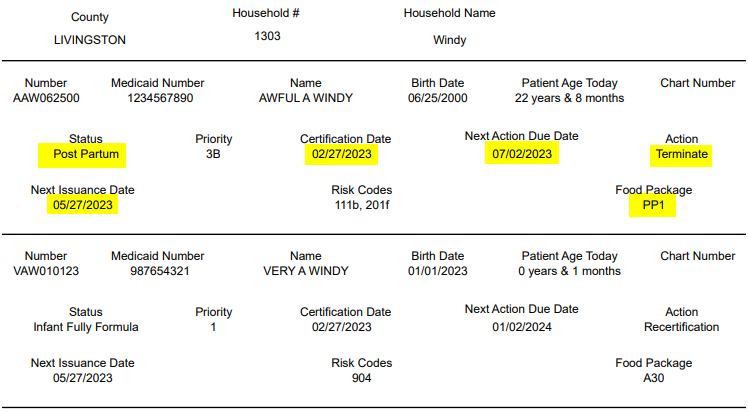 County Household # Household Name
LIVINGSTON 1303 Windy
Number Medicaid Number Name Birth Date Patient Age Today Chart Number
AAW062500 1234567890 AWFUL A WINDY 06/25/2000 22 years & 8 months
Status Priority Certification Date Next Action Due Date Action
Post Partum 3B 02/27/2023 07/02/2023 Terminate
Next Issuance Date Risk Codes Food Package
05/27/2023 111b, 201f PP1
Number Medicaid Number Name Birth Date Patient Age Today Chart Number
VAW010123 987654321 VERY A WINDY 01/01/2023 0 years & 1 months
Status Priority Certification Date Next Action Due Date Action
Infant Fully Formula 1 02/27/2023 01/02/2024 Recertification
Next Issuance Date Risk Codes Food Package
05/27/2023 904 A30